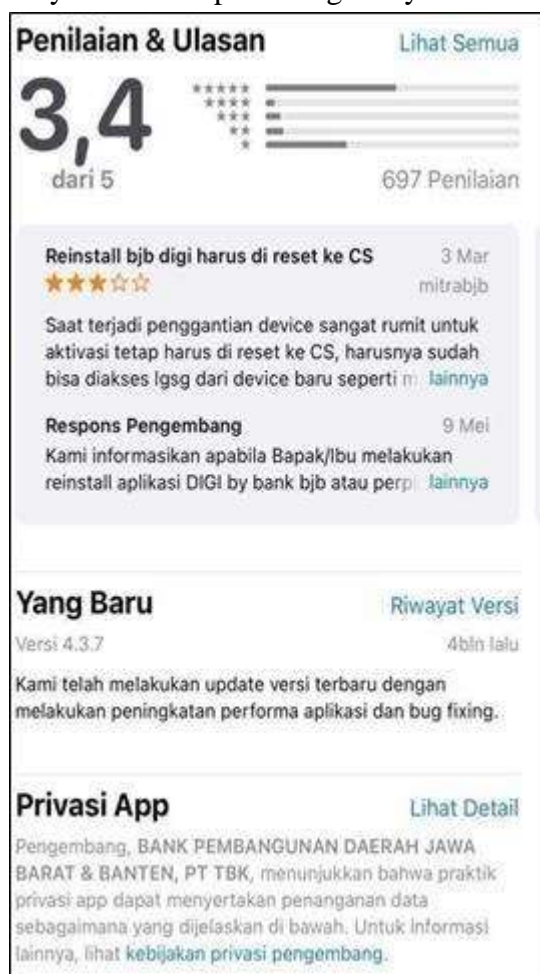 Penilaian & Ulasan Lihat Semua
3,4
dari 5 697 Penilaian
Reinstall bjb digi harus di reset ke CS 3 Mar
mitrabjb
Saat terjadi penggantian device sangat rumit untuk
aktivasi tetap harus di reset ke CS, harusnya sudah
bisa diakses lgsg dari device baru seperti lainnya
Respons Pengembang 9 Mei
Kami informasikan apabila Bapak/Ibu melakukan
reinstall aplikasi DIGI by bank bjb atau lainnya
Yang Baru Riwayat Versi
Versi 4.3.7 4bln lalu
Kami telah melakukan update versi terbaru dengan
melakukan peningkatan performa aplikasi dan bug fixing.
Privasi App Lihat Detail
Pengembang, BANK PEMBANGUNAN DAERAH JAWA
BARAT & BANTEN, PT TBK, menunjukkan bahwa praktik
privasi app dapat menyertakan penanganan data
sebagaimana yang dijelaskan di bawah. Untuk informasi
lainnya, lihat kebijakan privasi pengembang.